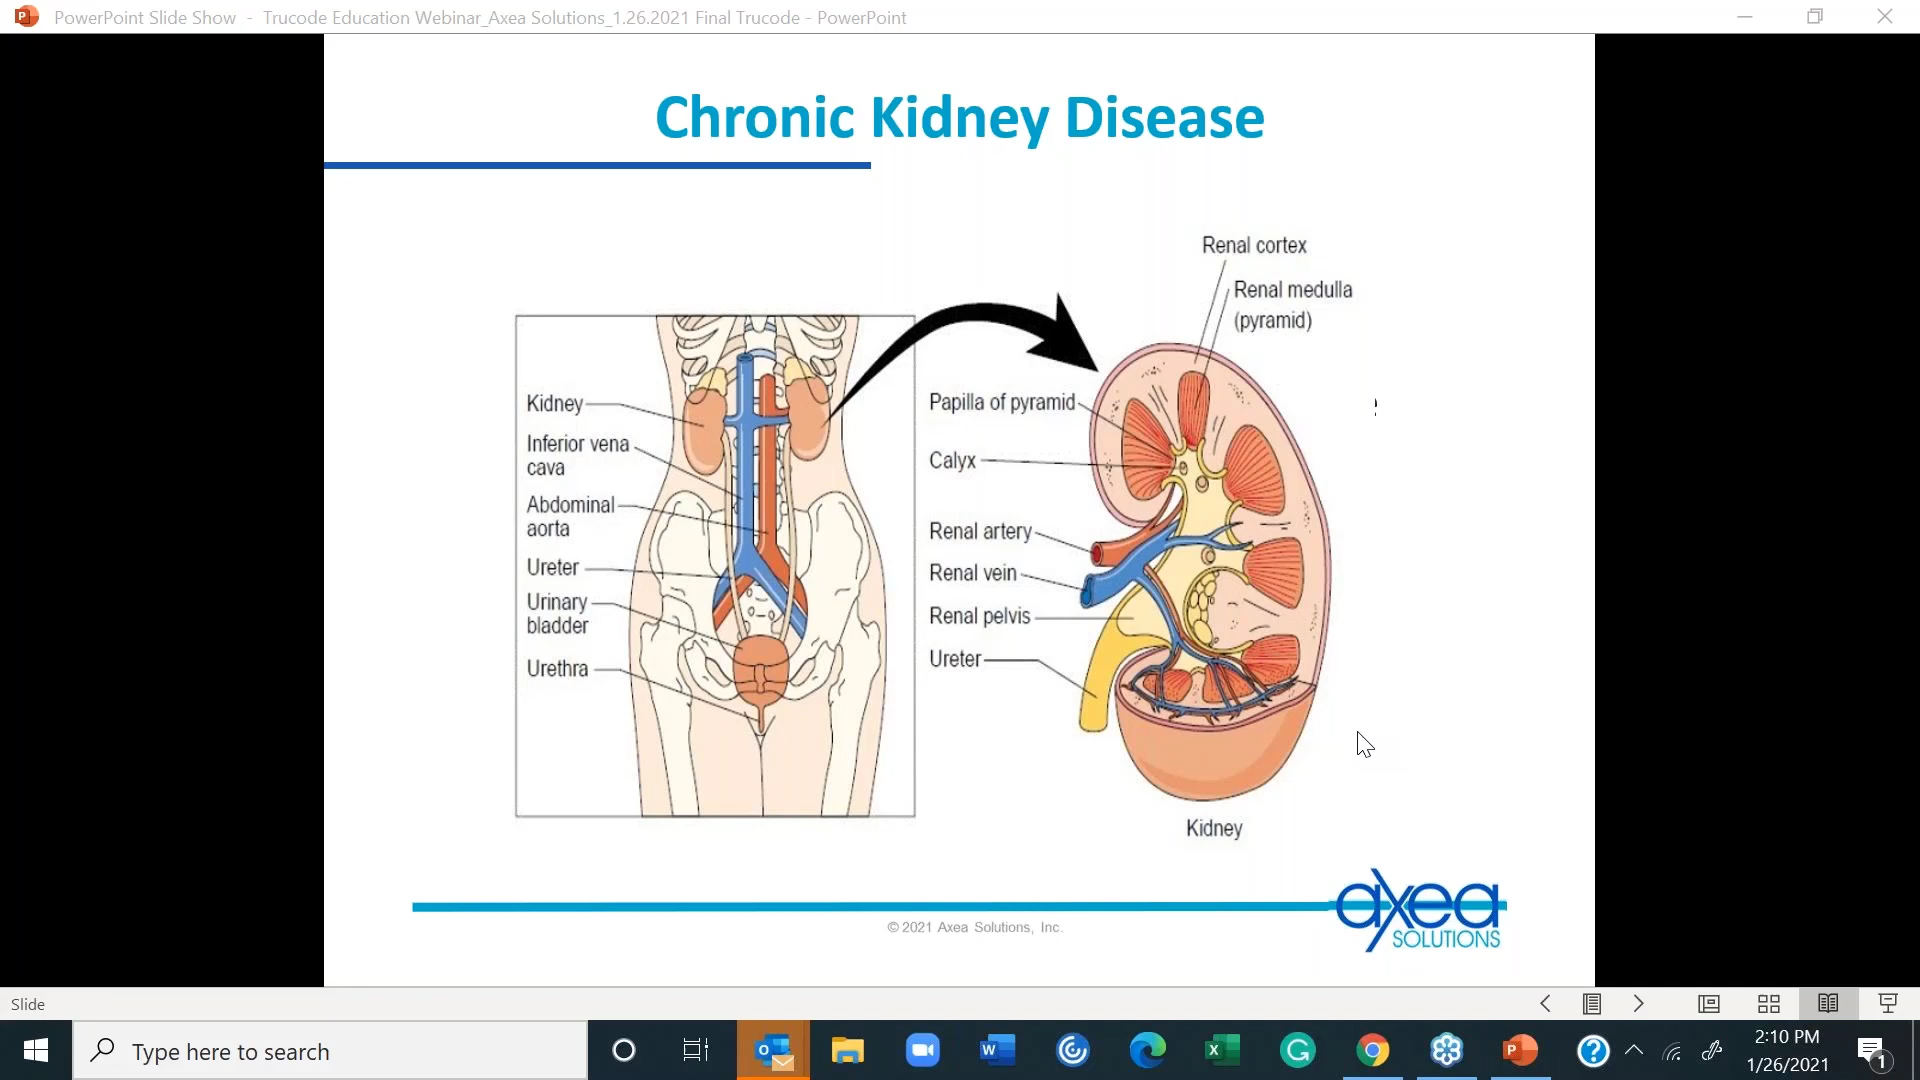 PowerPoint Slide Show - Trucode Education Webinar_Axea Solutions_1.26.2021 Final Trucode - PowerPoint
Chronic Kidney Disease
Kidney
Inferior vena
cava
Abdominal
aorta
Ureter
Urinary
bladder
Urethra
Renal cortex
Renal medulla
(pyramid)
Papilla of pyramid
Calyx
Renal artery
Renal vein
Renal pelvis
Ureter
Kidney
axea
SOLUTIONS
© 2021 Axea Solutions, Inc.
Slide
Type here to search
2:10 PM
1/26/2021
1